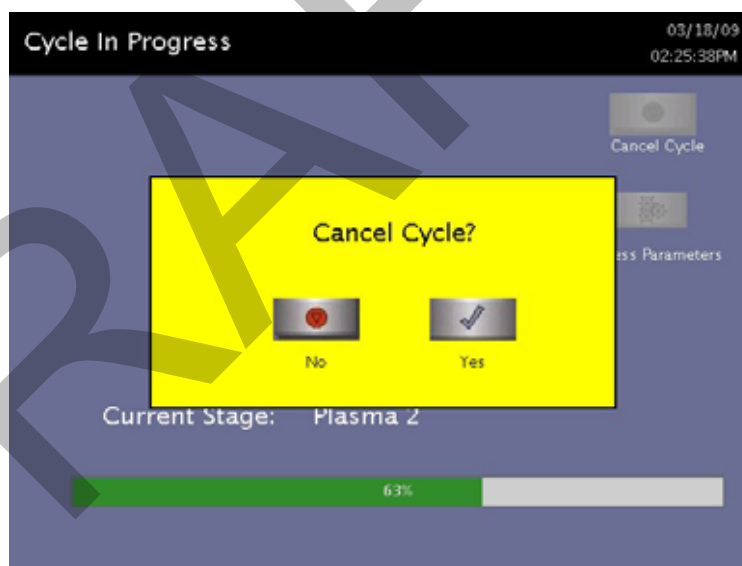 Cycle In Progress
03/18/09
02:25:38PM
Cancel Cycle
Cancel Cycle?
ess Parameters
No
Yes
Current Stage: Plasma 2
63%